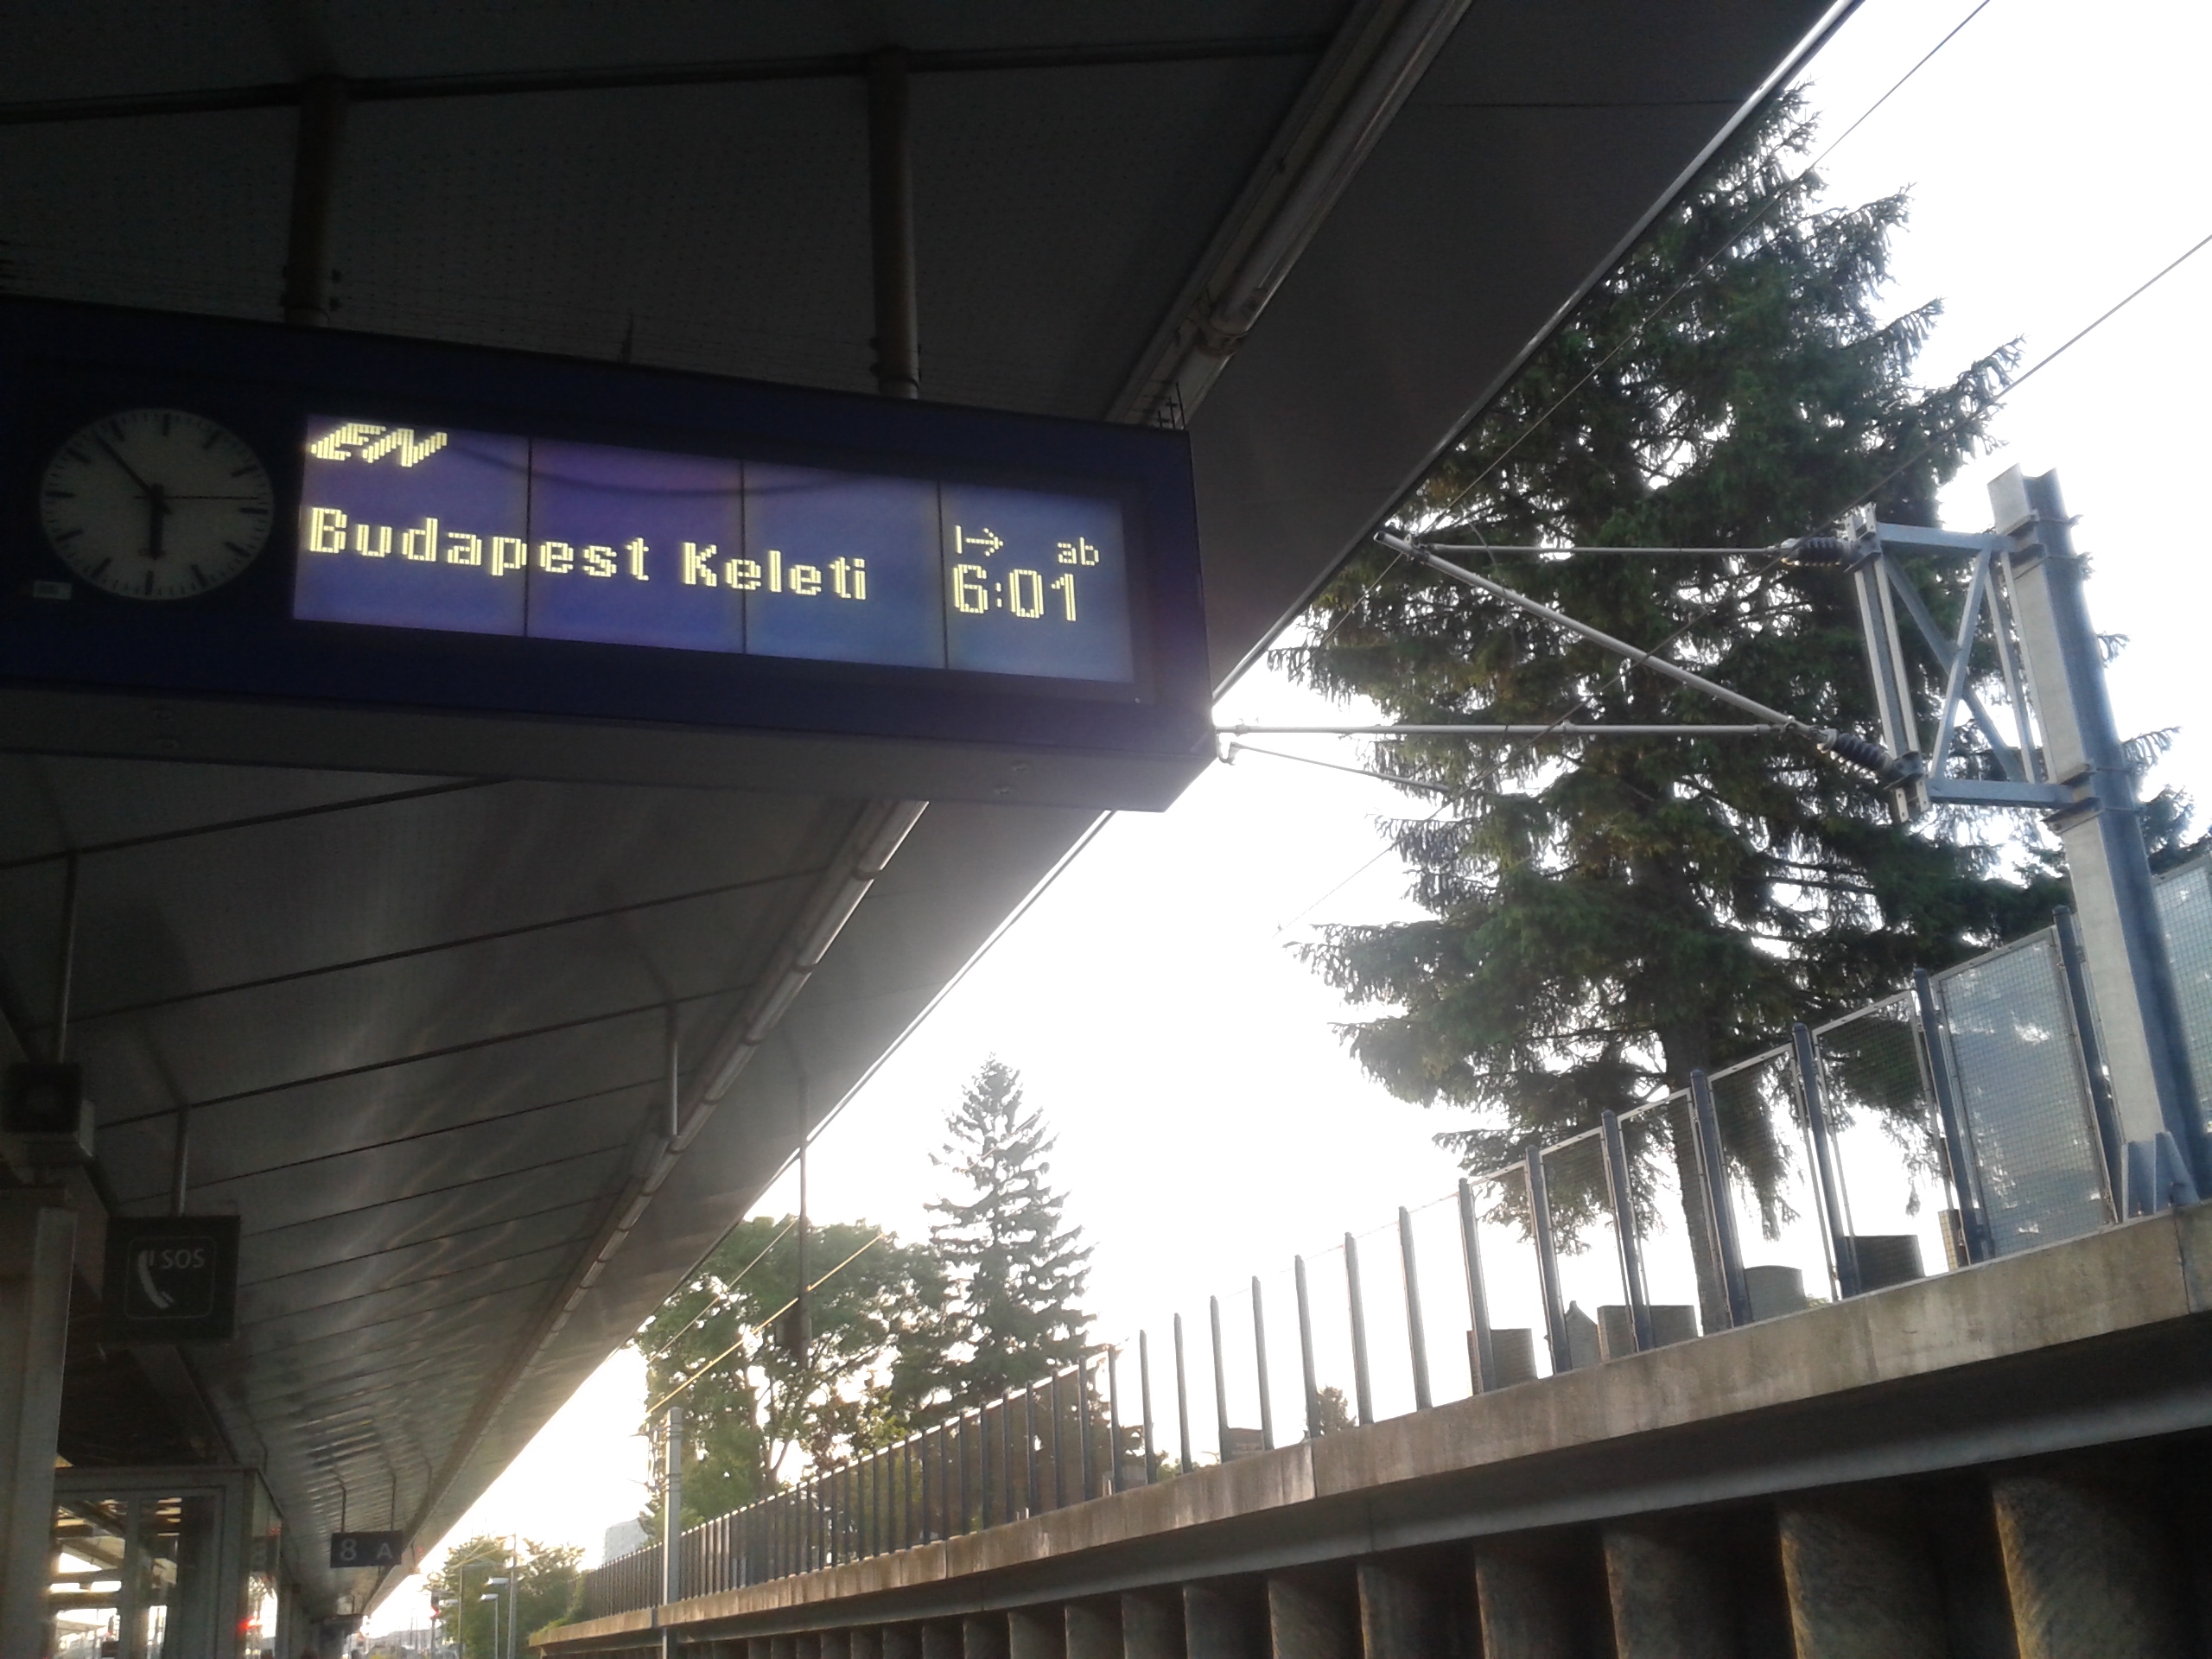 EN
Budapest Keleti
ab
6:01
SOS
8 A